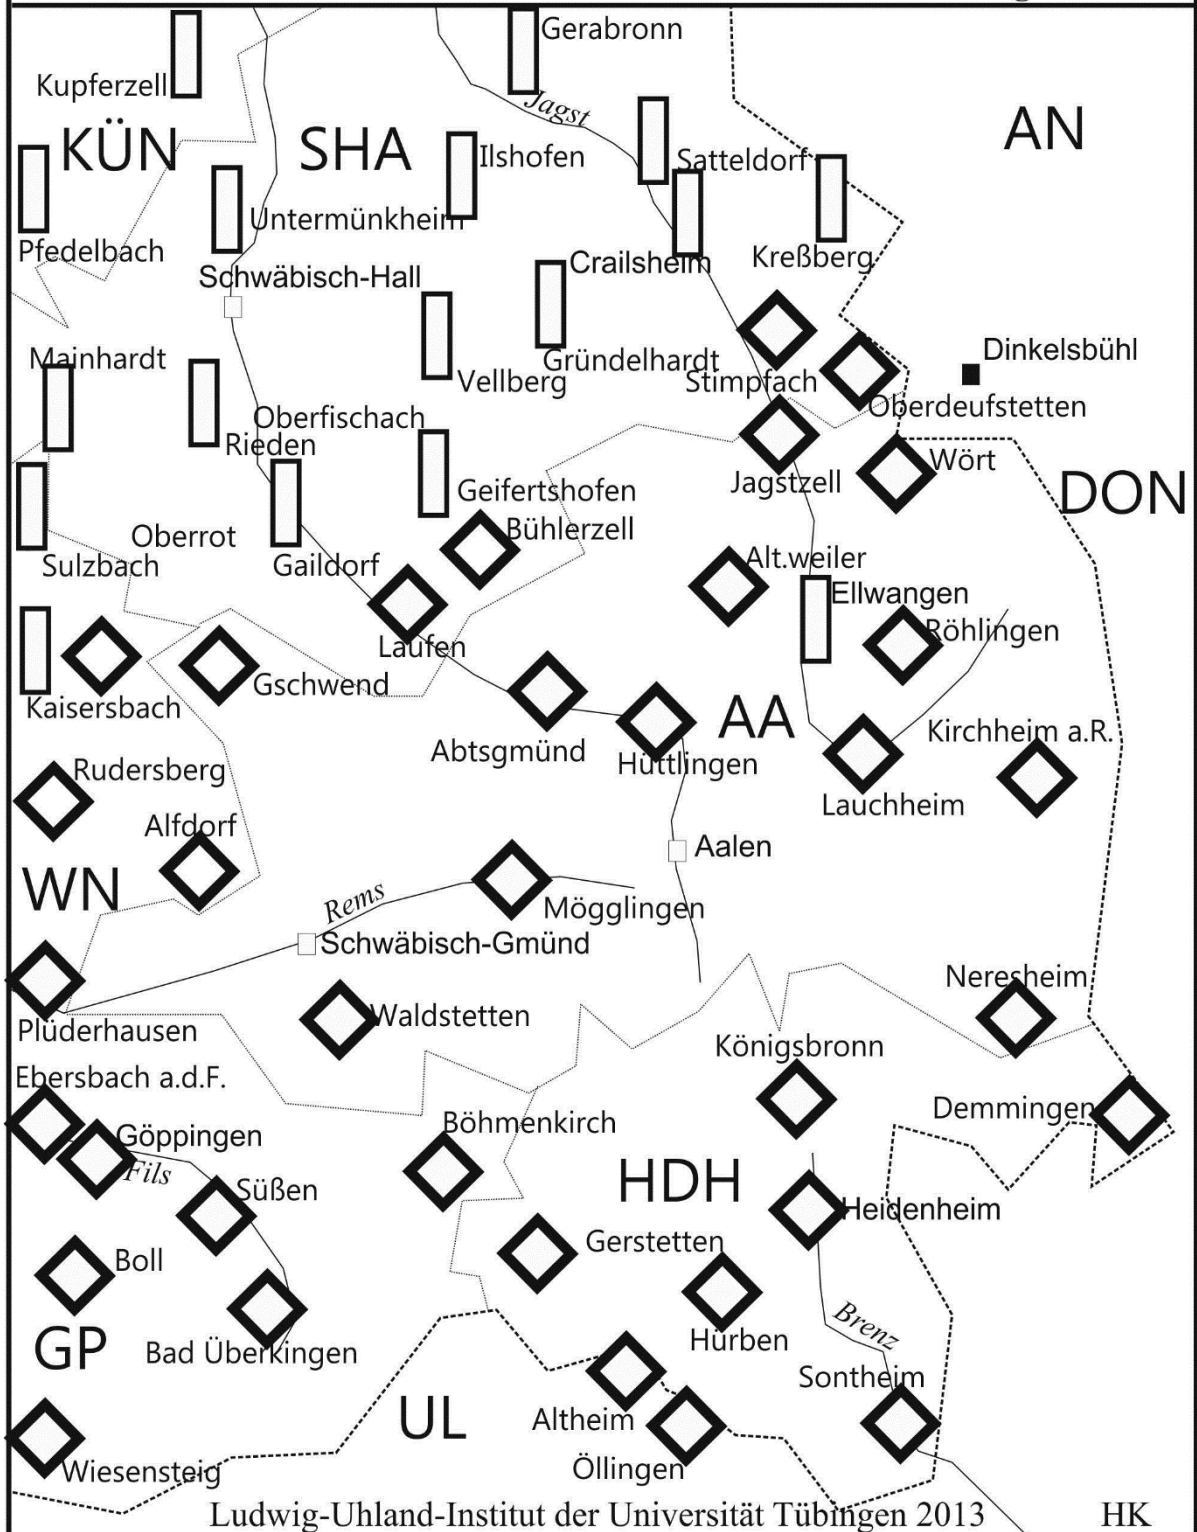 Gerabronn
Kupferzell
Jagst
AN
KÜN
SHA
Ilshofen
Satteldorf
Untermünkheim
Pfedelbach
Crailsheim
Kreßberg
Schwäbisch-Hall
Mainhardt
Gründelhardt
Dinkelsbühl
Vellberg
Stimpfach
Oberfischach
Oberdeufstetten
Rieden
Wört
Jagstzell
Geifertshofen
DON
Bühlerzell
Oberrot
Sulzbach
Gaildorf
Alt.weiler
Ellwangen
Röhlingen
Laufen
Gschwend
Kaisersbach
AA
Kirchheim a.R.
Abtsgmünd
Hüttlingen
Rudersberg
Lauchheim
Alfdorf
Aalen
WN
Rems
Mögglingen
Schwäbisch-Gmünd
Neresheim
Waldstetten
Plüderhausen
Königsbronn
Ebersbach a.d.F.
Demmingen
Böhmenkirch
Göppingen
Fils
HDH
Süßen
Heidenheim
Gerstetten
Boll
Brenz
Hürben
GP
Bad Überkingen
Sontheim
UL
Altheim
Öllingen
Wiesensteig
Ludwig-Uhland-Institut der Universität Tübingen 2013 HK